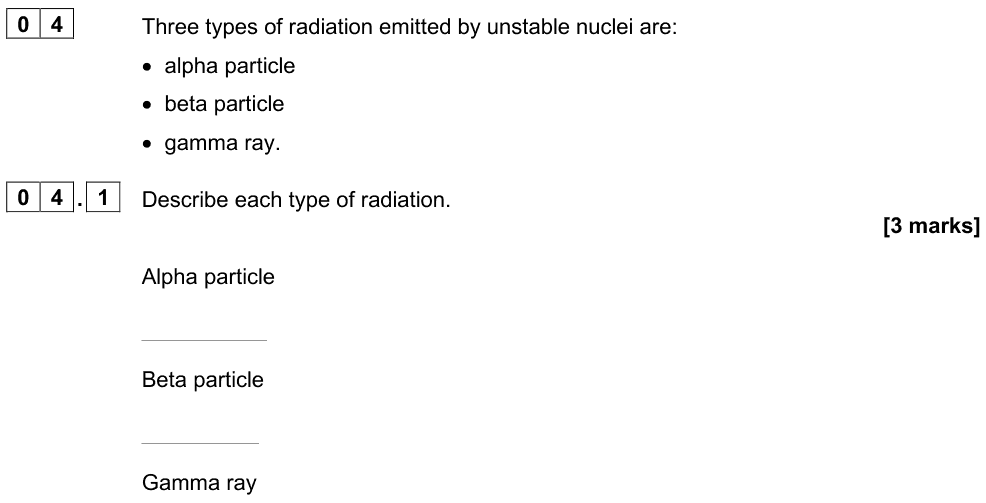 0 4 Three types of radiation emitted by unstable nuclei are:
• alpha particle
• beta particle
• gamma ray.
0 4 . 1 Describe each type of radiation.
[3 marks]
Alpha particle
Beta particle
Gamma ray